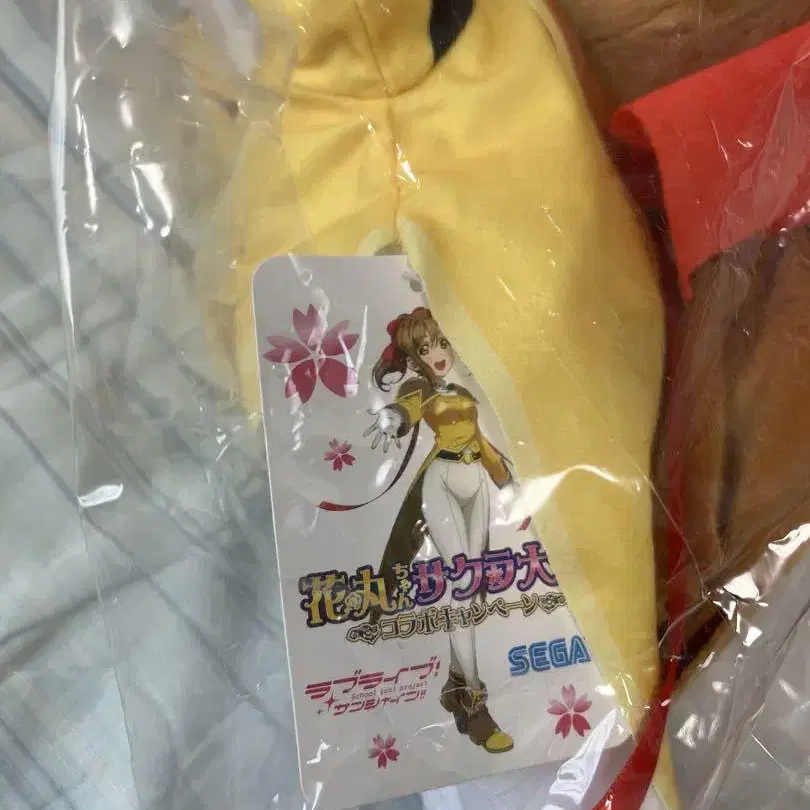 花丸ちゃんサクラ大
コラボキャンペーン
SEGA
ラブライブ!
School idol project
サンシャイン!!